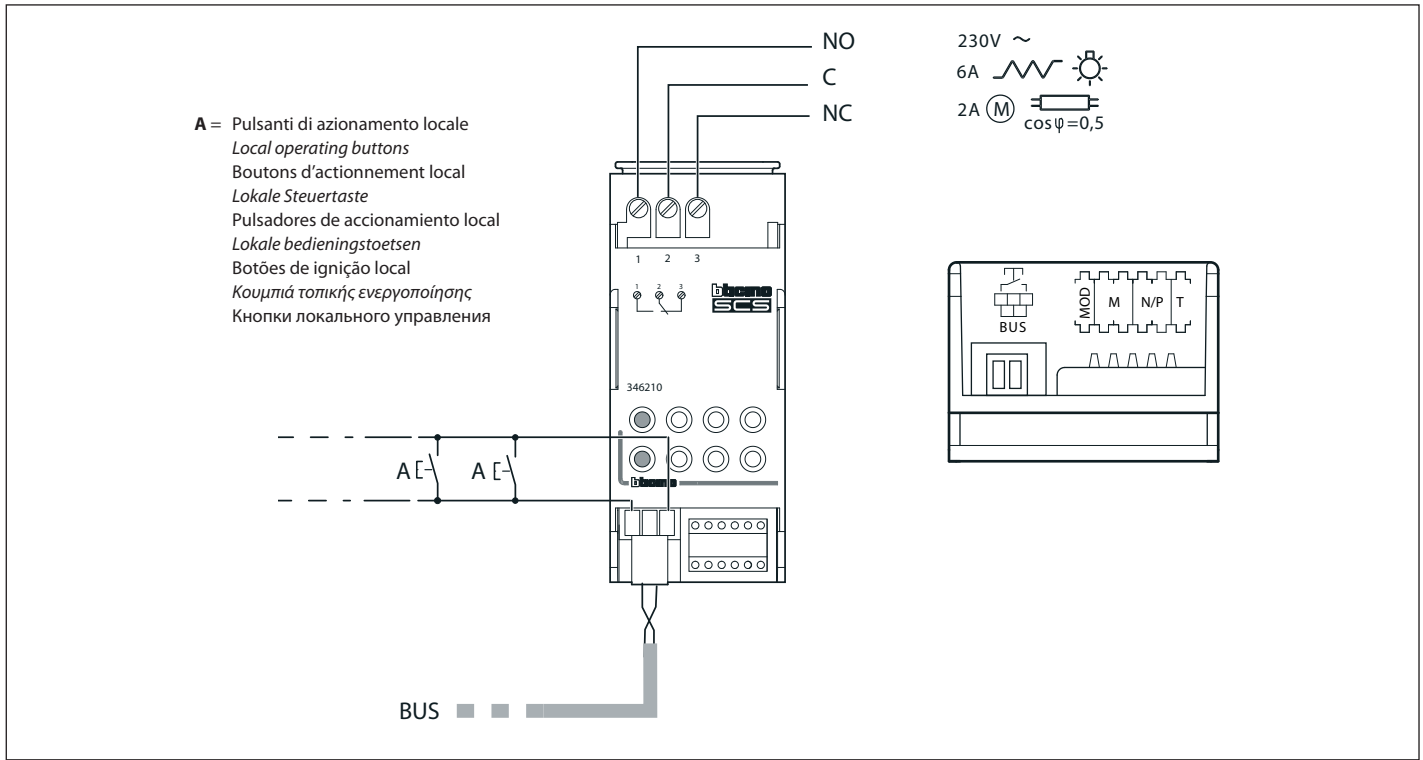 NO
C
NC
230V ~
6A
2A M
cos φ=0,5
A = Pulsanti di azionamento locale
Local operating buttons
Boutons d'actionnement local
Lokale Steuertaste
Pulsadores de accionamiento local
Lokale bedieningstoetsen
Botões de ignição local
Κουμπιά τοπικής ενεργοποίησης
Кнопки локального управления
1 2 3
1 2 3
bticino
SCS
346210
bticino
A A
BUS
BUS
MOD M N/P T